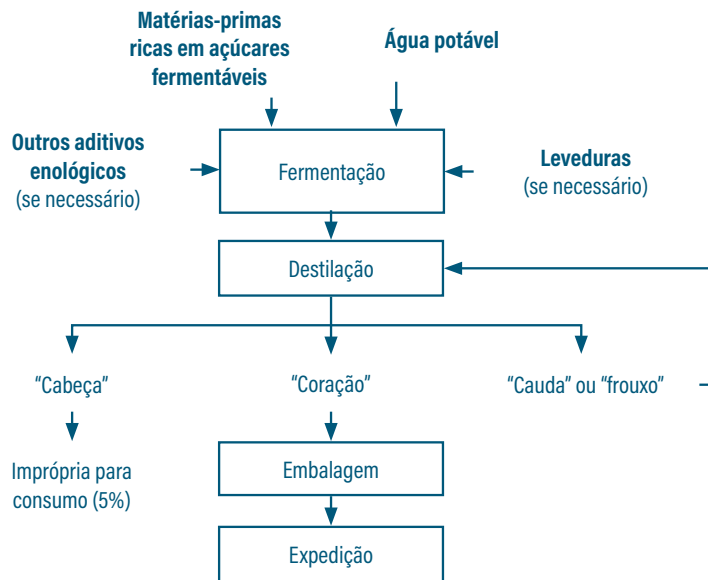 Matérias-primas
ricas em açúcares
fermentáveis
Água potável
Outros aditivos
enológicos
(se necessário)
Fermentação
Leveduras
(se necessário)
Destilação
“Cabeça”
“Coração”
“Cauda” ou “frouxo”
Imprópria para
consumo (5%)
Embalagem
Expedição